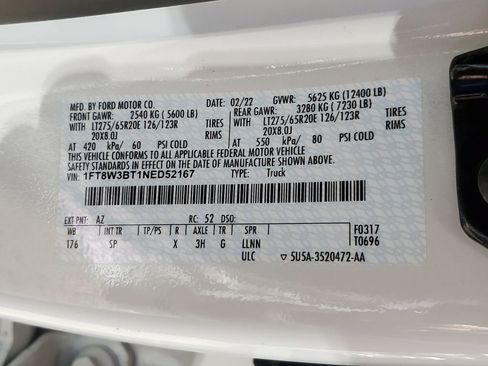 MFD. BY FORD MOTOR CO.
DATE: 02/22 GVWR: 5625 KG (12400 LB)
FRONT GAWR: 2540 KG ( 5600 LB) REAR GAWR: 3280 KG ( 7230 LB)
LT275/65R20E 126/123R TIRES LT275/65R20E 126/123R TIRES
20X8.0J RIMS 20X8.0J RIMS
AT 420 kPa/ 60 PSI COLD AT 550 kPa/ 80 PSI COLD
THIS VEHICLE CONFORMS TO ALL APPLICABLE FEDERAL MOTOR VEHICLE
SAFETY STANDARDS IN EFFECT ON THE DATE OF MANUFACTURE SHOWN ABOVE.
VIN: 1FT8W3BT1NED52167 TYPE: Truck
EXT PNT: AZ RC: 52 DSO: F0317
WB INT TR TP/PS R AXLE TR SPR T0696
176 SP X 3H G LLNN
ULC ▽ 5U5A-3520472-AA